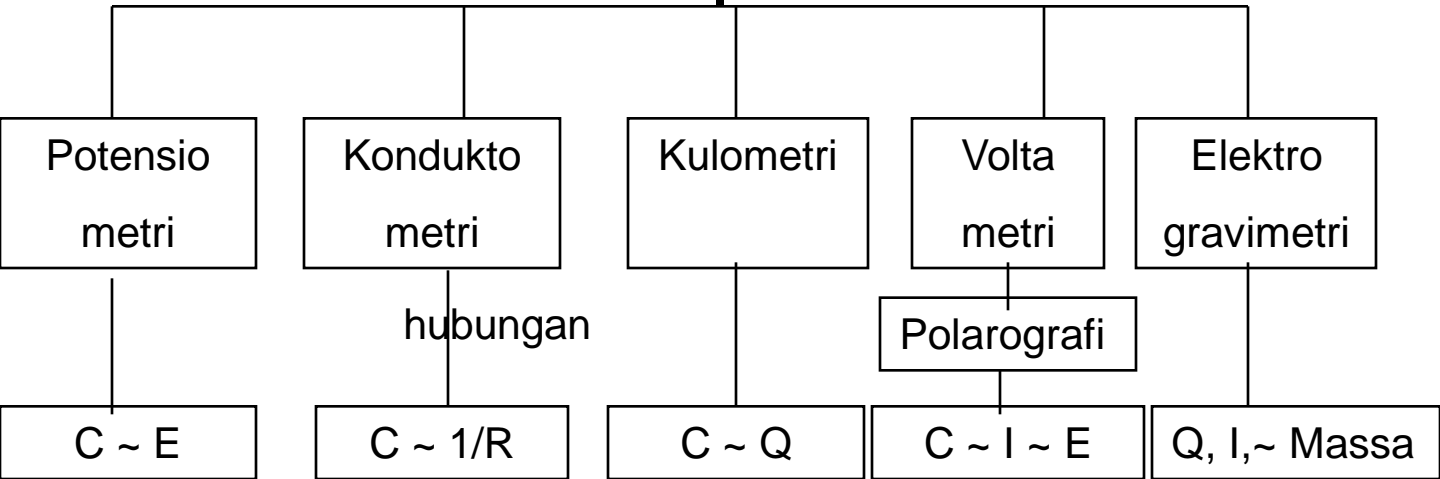 Potensio
metri
Kondukto
metri
Kulometri
Volta
metri
Elektro
gravimetri
hubungan
Polarografi
C ~ E
C ~ 1/R
C ~ Q
C ~ I ~ E
Q, I,~ Massa